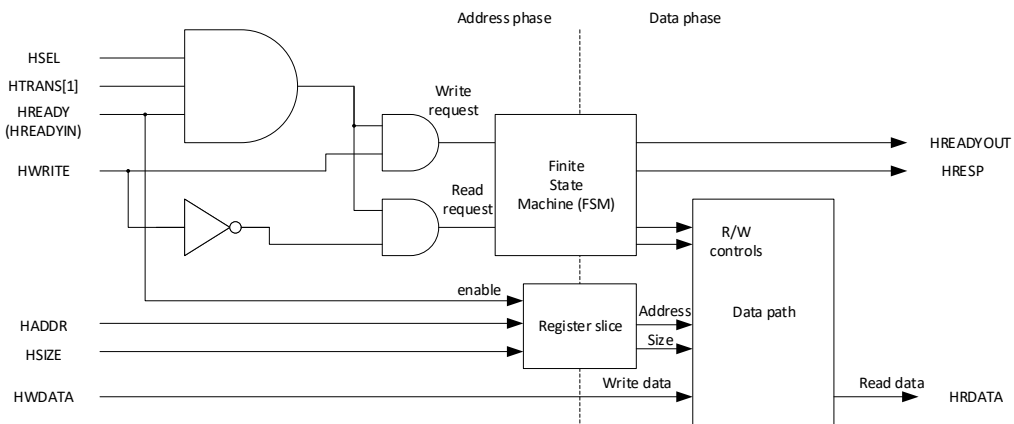 Address phase
Data phase
HSEL
HTRANS[1]
HREADY
(HREADYIN)
HWRITE
Write
request
Read
request
Finite
State
Machine (FSM)
HREADYOUT
HRESP
R/W
controls
enable
HADDR
HSIZE
Register slice
Address
Size
Data path
HWDATA
Write data
Read data
HRDATA